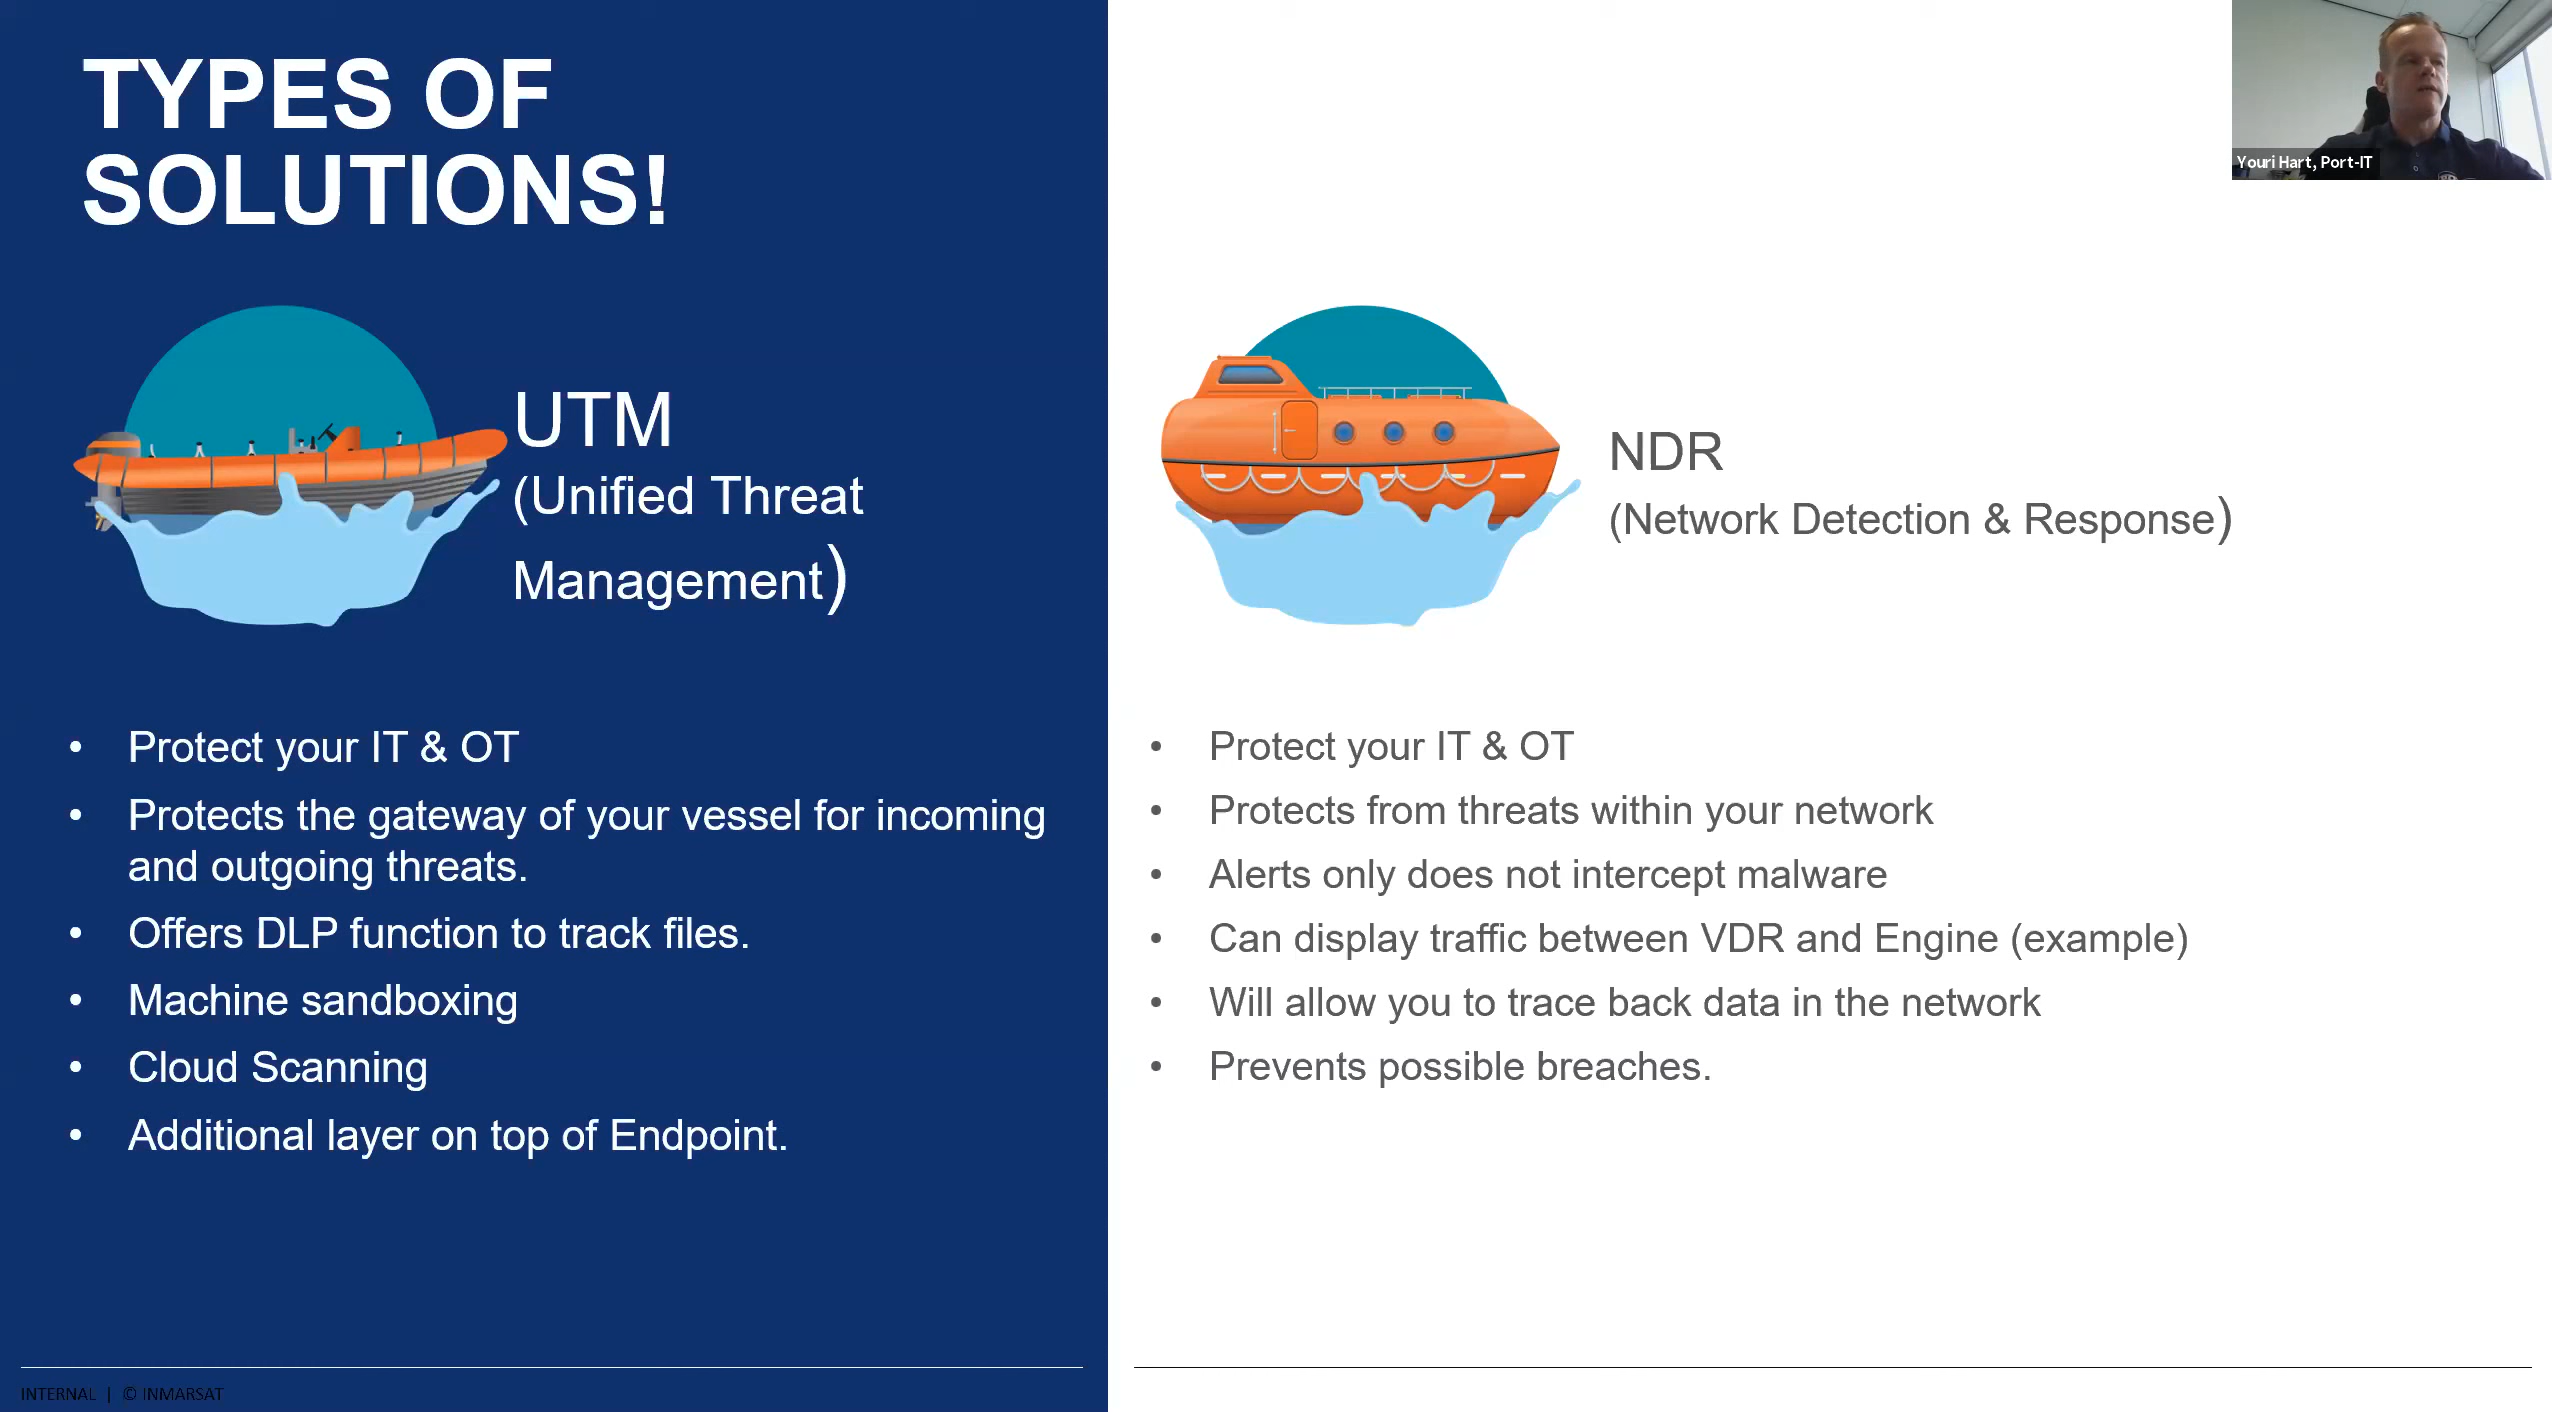 TYPES OF
SOLUTIONS!
UTM
(Unified Threat
Management)
• Protect your IT & OT
• Protects the gateway of your vessel for incoming
and outgoing threats.
• Offers DLP function to track files.
• Machine sandboxing
• Cloud Scanning
• Additional layer on top of Endpoint.
INTERNAL | © INMARSAT
Youri Hart, Port-IT
NDR
(Network Detection & Response)
• Protect your IT & OT
• Protects from threats within your network
• Alerts only does not intercept malware
• Can display traffic between VDR and Engine (example)
• Will allow you to trace back data in the network
• Prevents possible breaches.